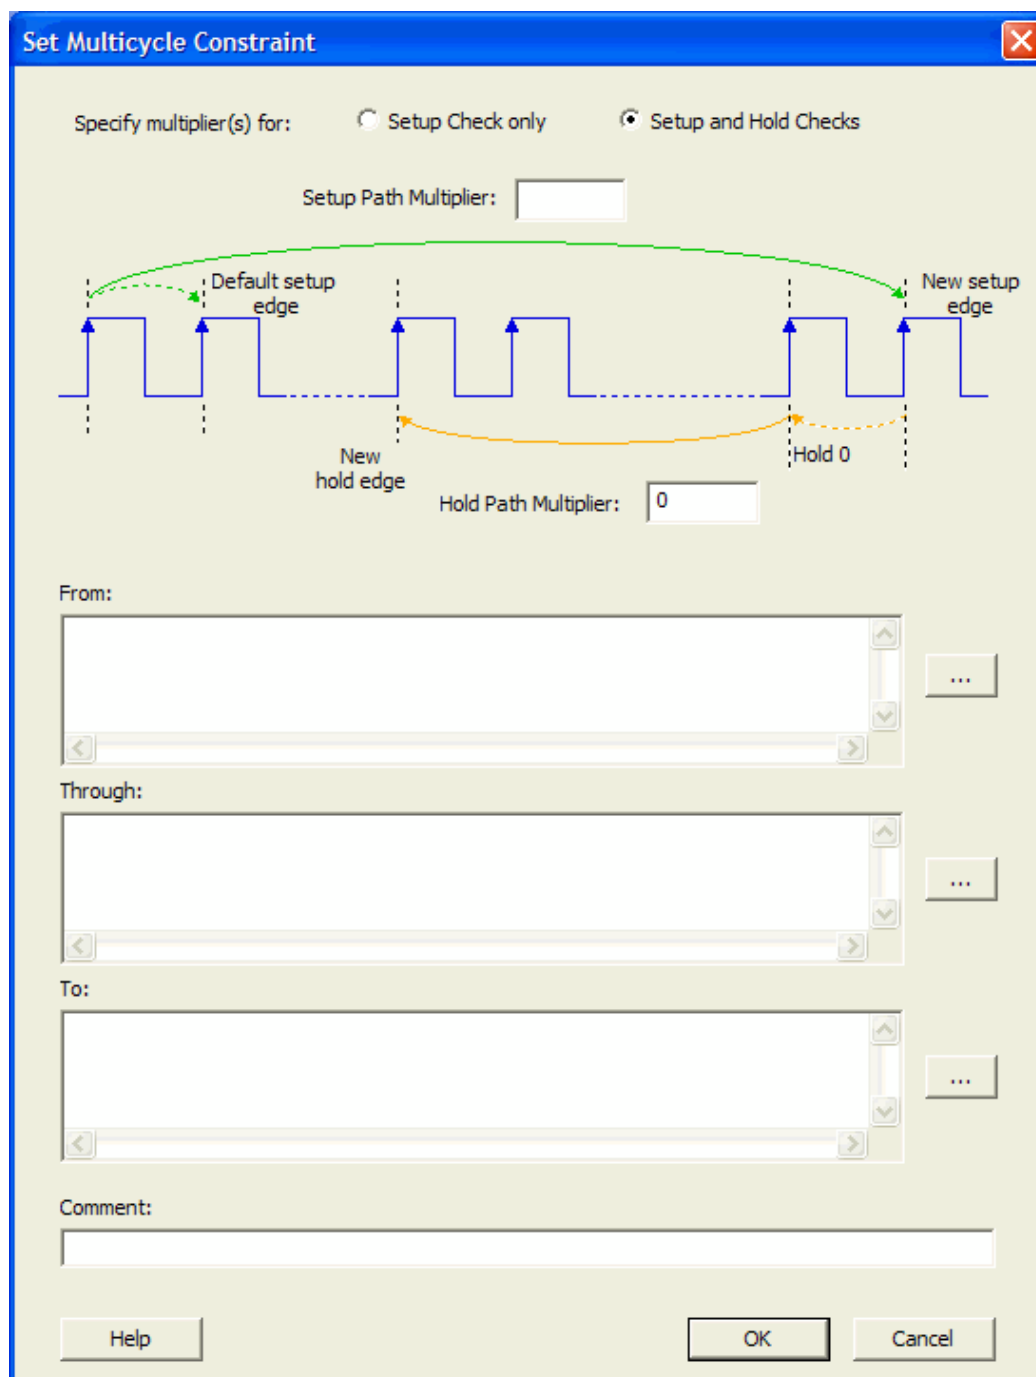 Set Multicycle Constraint
Specify multiplier(s) for: Setup Check only Setup and Hold Checks
Setup Path Multiplier:
Default setup
edge
New setup
edge
New
hold edge
Hold 0
Hold Path Multiplier: 0
From:
...
Through:
...
To:
...
Comment:
Help OK Cancel